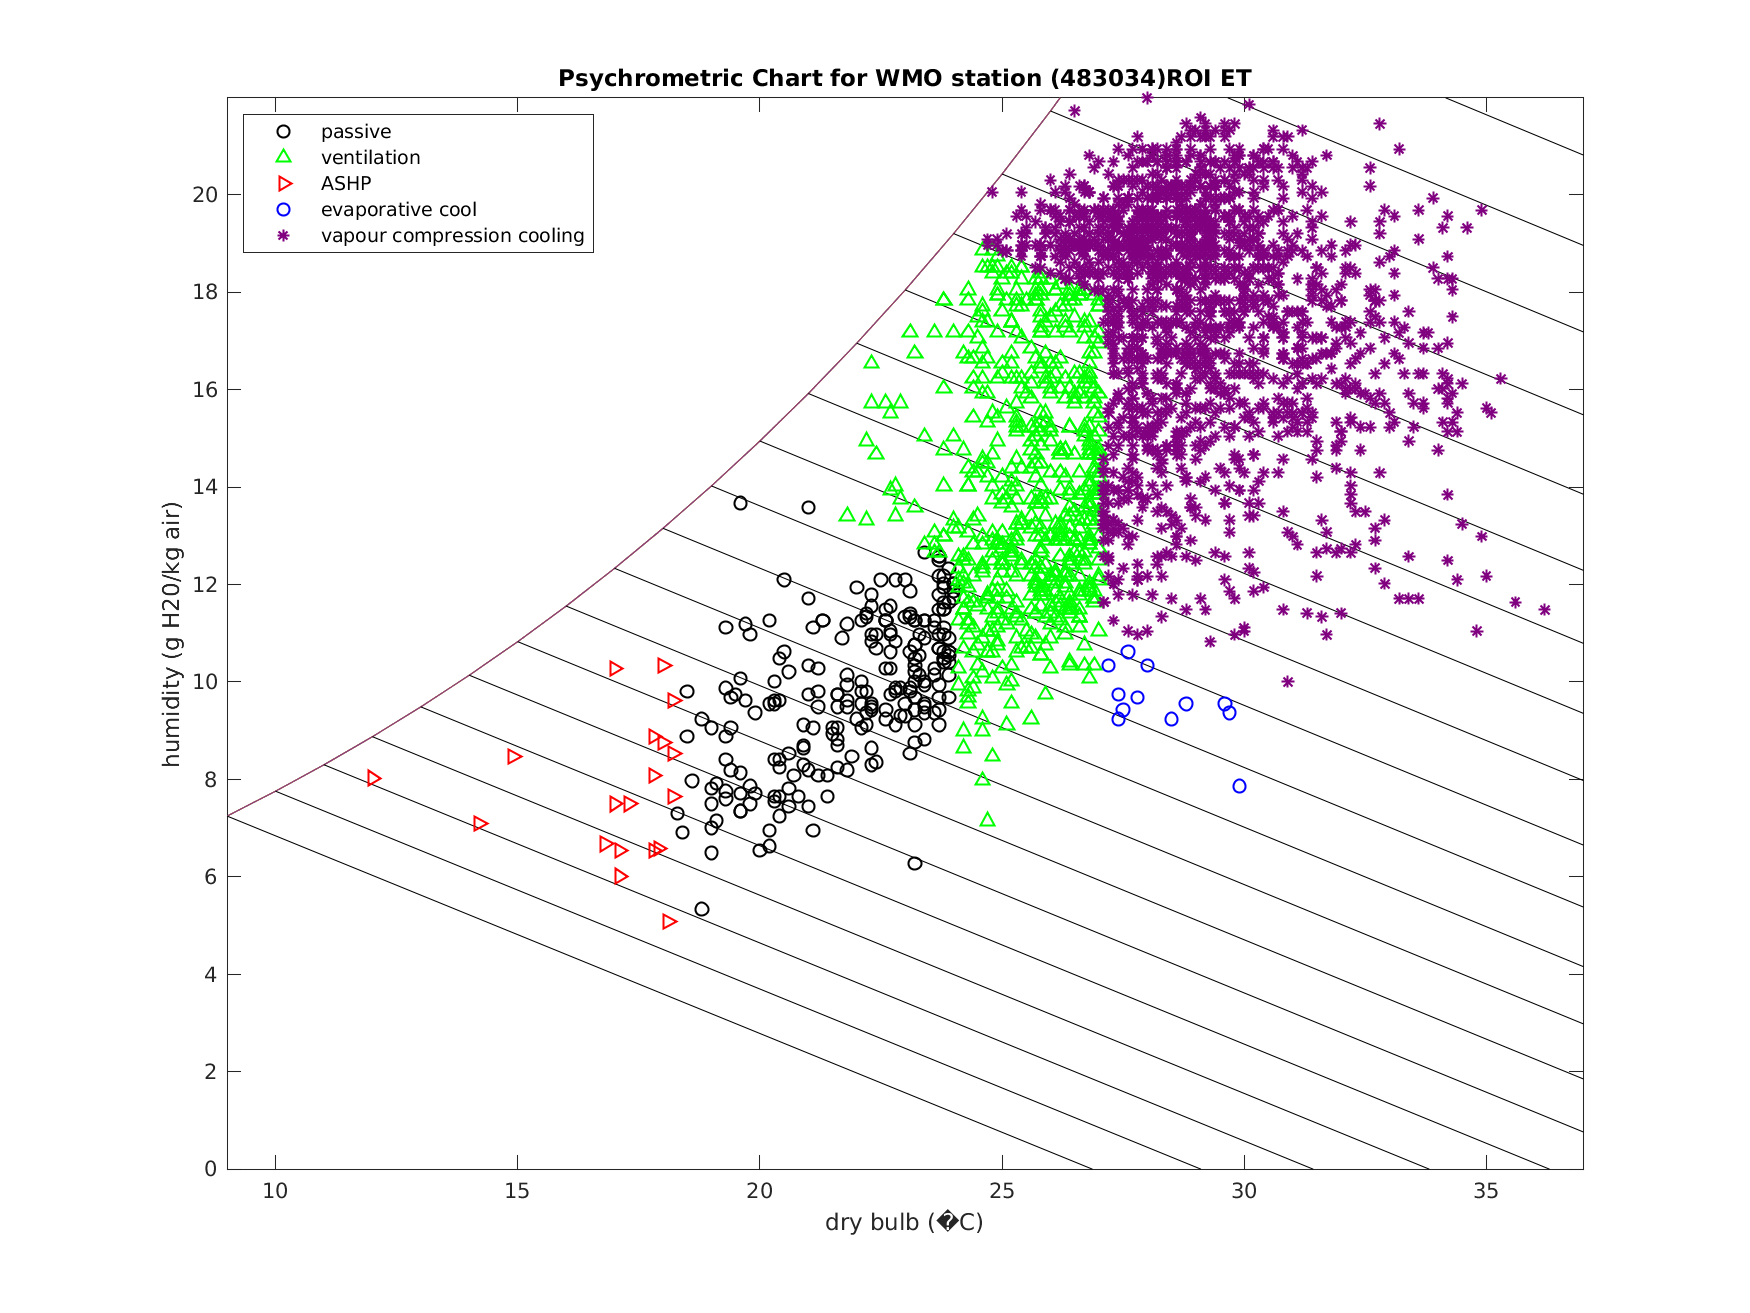 Psychrometric Chart for WMO station (483034)ROI ET
passive
ventilation
ASHP
evaporative cool
vapour compression cooling
humidity (g H20/kg air)
20
18
16
14
12
10
8
6
4
2
0
10 15 20 25 30 35
dry bulb (�C)